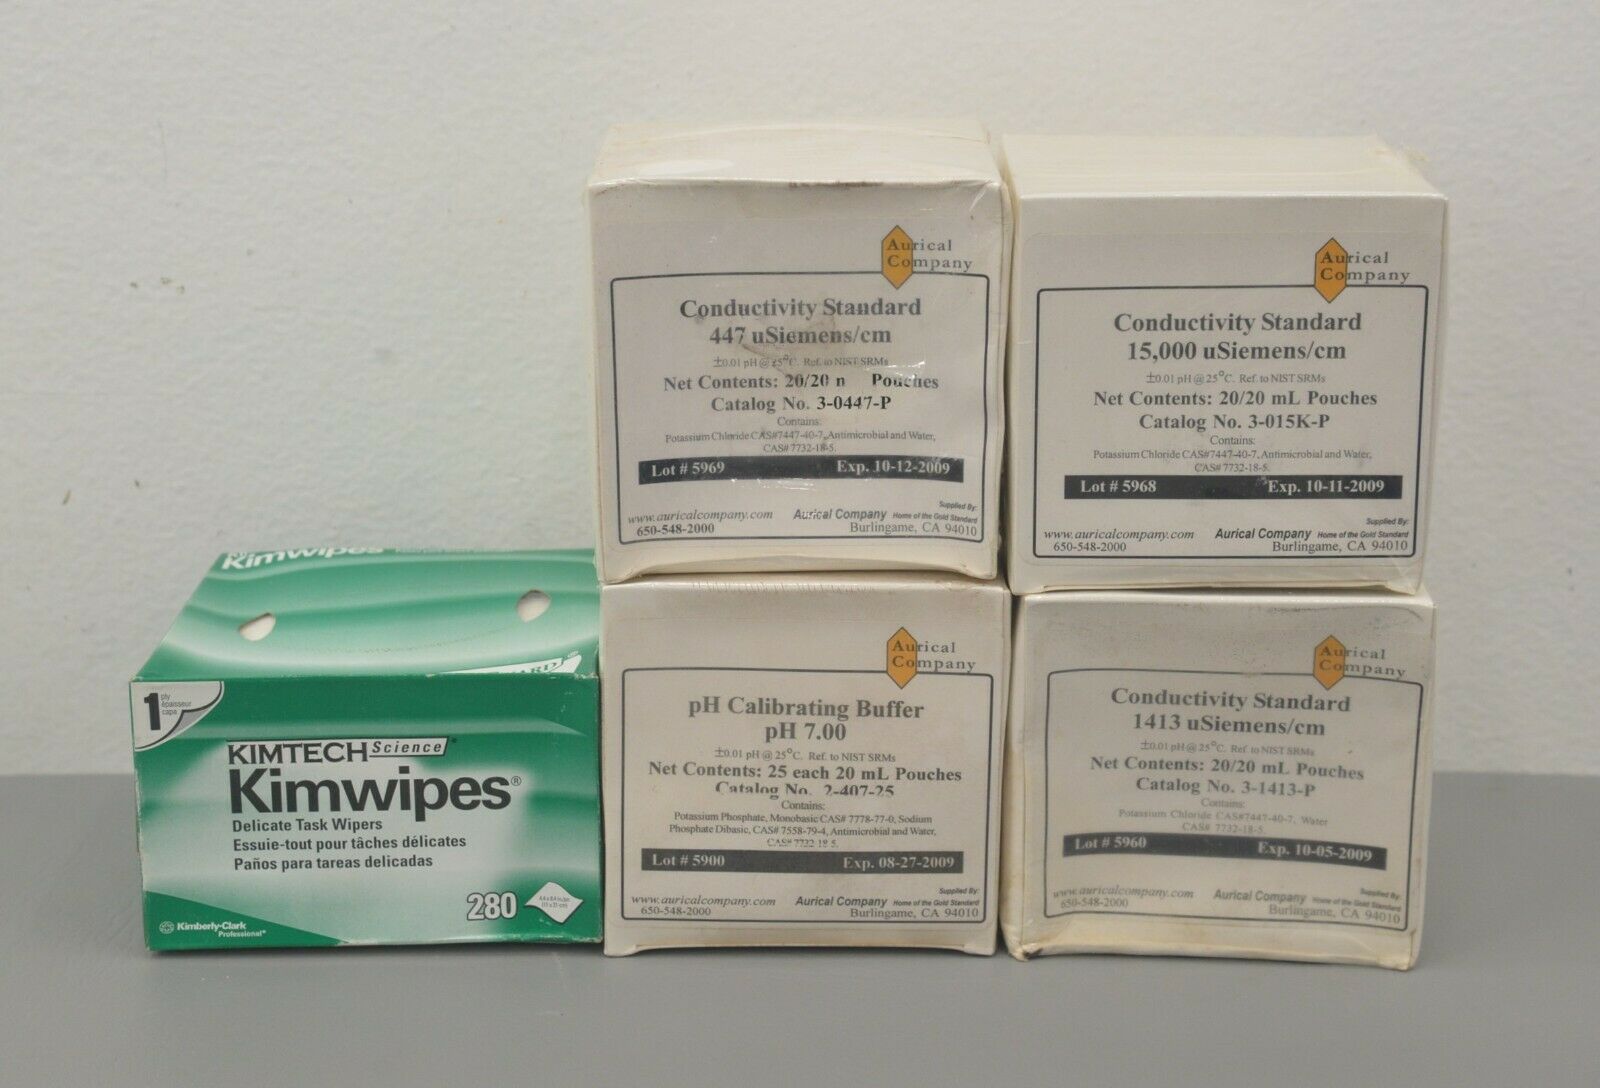 Kimwipes
1
ply
épaisseur
capa
KIMTECH Science®
Kimwipes®
Delicate Task Wipers
Essuie-tout pour tâches délicates
Paños para tareas delicadas
280
Kimberly-Clark
Professional*
Aurical
Company
Conductivity Standard
447 uSiemens/cm
±0.01 pH @ 25°C. Ref. to NIST SRMs
Net Contents: 20/20 n Pouches
Catalog No. 3-0447-P
Contains:
Potassium Chloride CAS#7447-40-7, Antimicrobial and Water,
CAS# 7732-18-5.
Lot # 5969 Exp. 10-12-2009
Supplied By:
www.auricalcompany.com Aurical Company Home of the Gold Standard
650-548-2000 Burlingame, CA 94010
Aurical
Company
Conductivity Standard
15,000 uSiemens/cm
±0.01 pH @ 25°C. Ref. to NIST SRMs
Net Contents: 20/20 mL Pouches
Catalog No. 3-015K-P
Contains:
Potassium Chloride CAS#7447-40-7, Antimicrobial and Water,
CAS# 7732-18-5.
Lot # 5968 Exp. 10-11-2009
Supplied By:
www.auricalcompany.com Aurical Company Home of the Gold Standard
650-548-2000 Burlingame, CA 94010
Aurical
Company
pH Calibrating Buffer
pH 7.00
±0.01 pH @ 25°C. Ref. to NIST SRMs
Net Contents: 25 each 20 mL Pouches
Catalog No. 2-407-25
Contains:
Potassium Phosphate, Monobasic CAS# 7778-77-0, Sodium
Phosphate Dibasic, CAS# 7558-79-4, Antimicrobial and Water,
CAS# 7732-18-5.
Lot # 5900 Exp. 08-27-2009
Supplied By:
www.auricalcompany.com Aurical Company Home of the Gold Standard
650-548-2000 Burlingame, CA 94010
Aurical
Company
Conductivity Standard
1413 uSiemens/cm
±0.01 pH @ 25°C. Ref. to NIST SRMs
Net Contents: 20/20 mL Pouches
Catalog No. 3-1413-P
Contains:
Potassium Chloride CAS#7447-40-7, Water
CAS# 7732-18-5.
Lot # 5960 Exp. 10-05-2009
Supplied By:
www.auricalcompany.com Aurical Company Home of the Gold Standard
650-548-2000 Burlingame, CA 94010